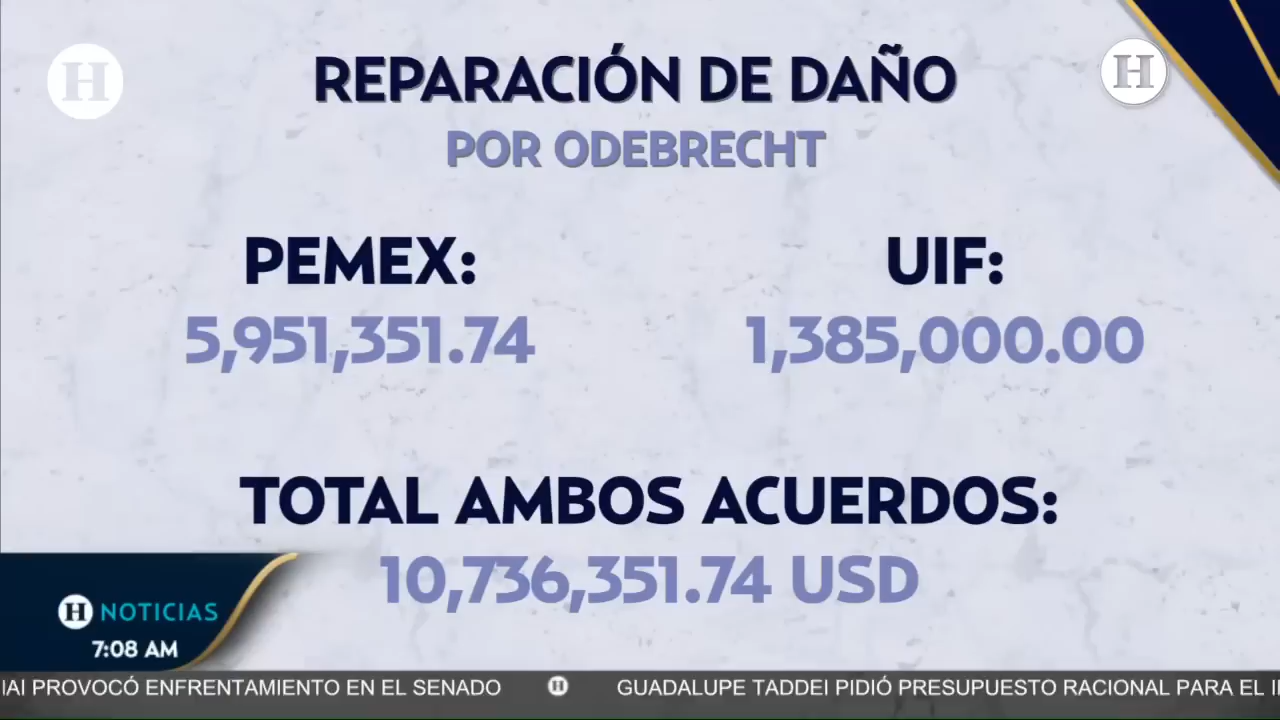 H
H
REPARACIÓN DE DAÑO
POR ODEBRECHT
PEMEX:
5,951,351.74
UIF:
1,385,000.00
TOTAL AMBOS ACUERDOS:
10,736,351.74 USD
H NOTICIAS
7:08 AM
PROVOCÓ ENFRENTAMIENTO EN EL SENADO H GUADALUPE TADDEI PIDIÓ PRESUPUESTO RACIONAL PARA EL